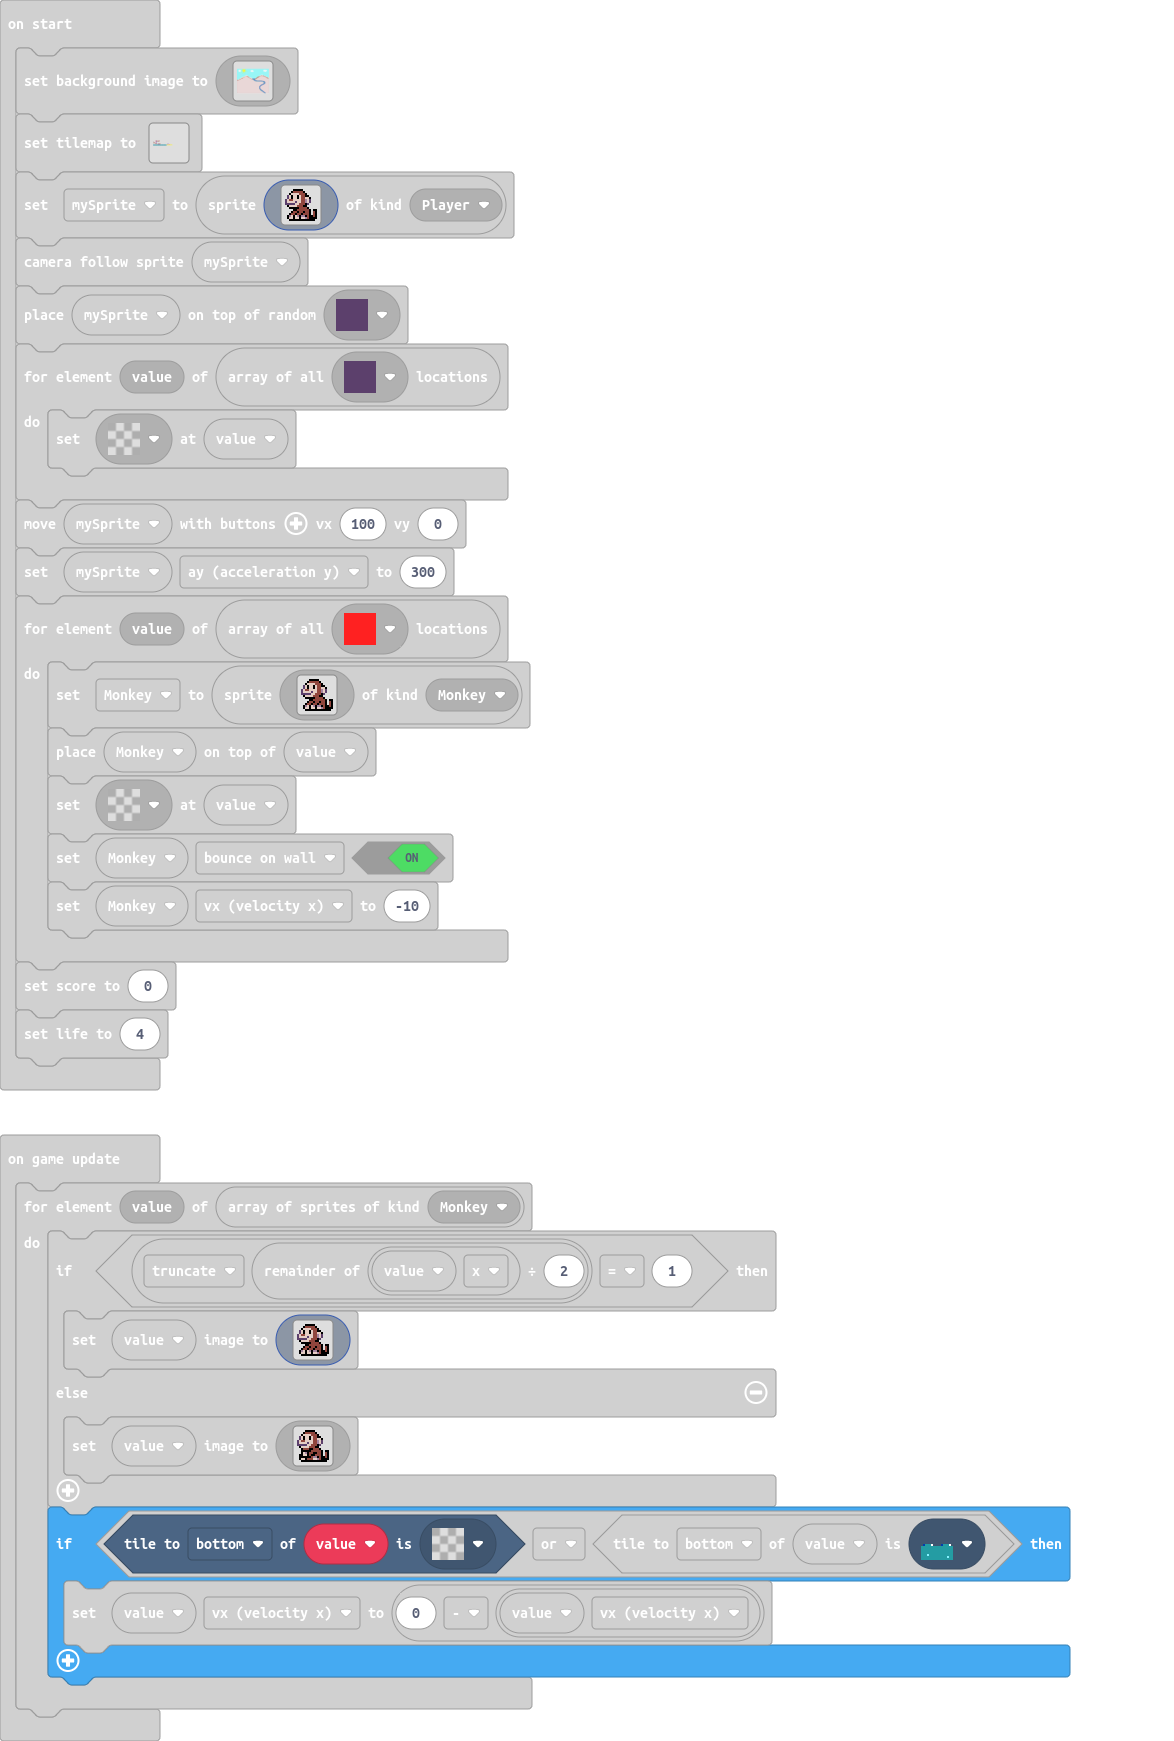 on start
set background image to
set tilemap to
set mySprite to sprite of kind Player
camera follow sprite mySprite
place mySprite on top of random
for element value of array of all locations
do
set at value
move mySprite with buttons vx 100 vy 0
set mySprite ay (acceleration y) to 300
for element value of array of all locations
do
set Monkey to sprite of kind Monkey
place Monkey on top of value
set at value
set Monkey bounce on wall ON
set Monkey vx (velocity x) to -10
set score to 0
set life to 4
on game update
for element value of array of sprites of kind Monkey
do
if truncate remainder of value x ÷ 2 = 1 then
set value image to
else
set value image to
if tile to bottom of value is or tile to bottom of value is then
set value vx (velocity x) to 0 - value vx (velocity x)